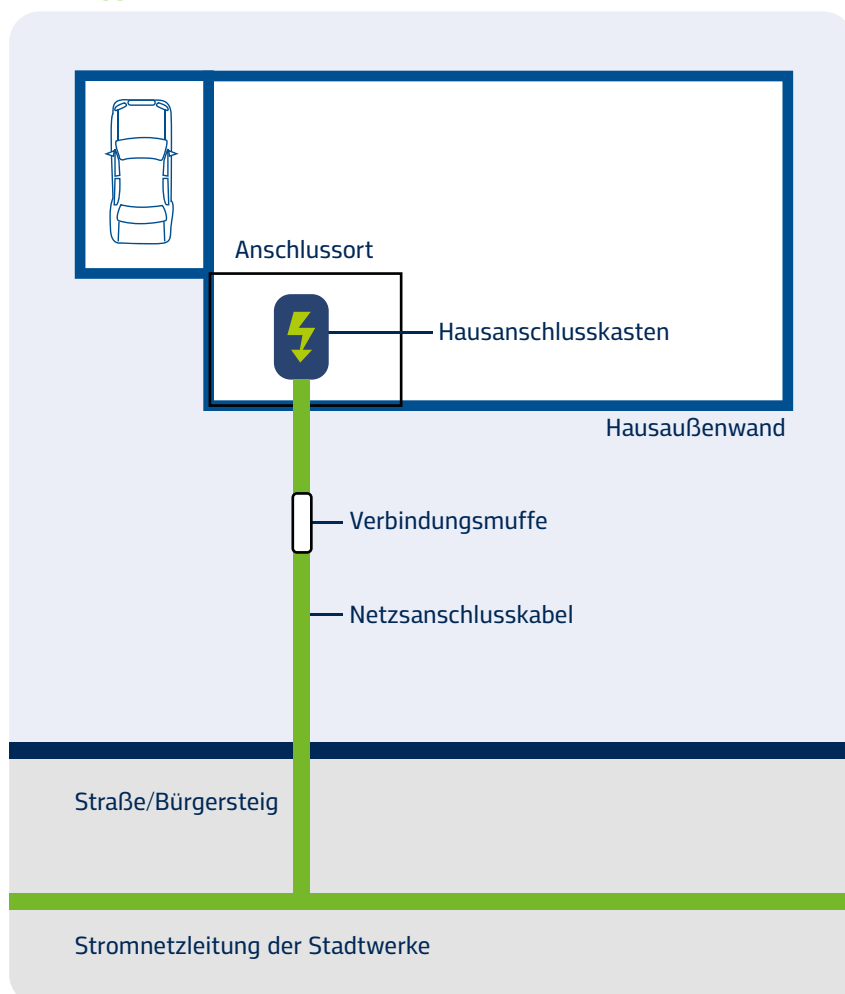 Anschlussort
Hausanschlusskasten
Hausaußenwand
Verbindungsmuffe
Netzsanschlusskabel
Straße/Bürgersteig
Stromnetzleitung der Stadtwerke